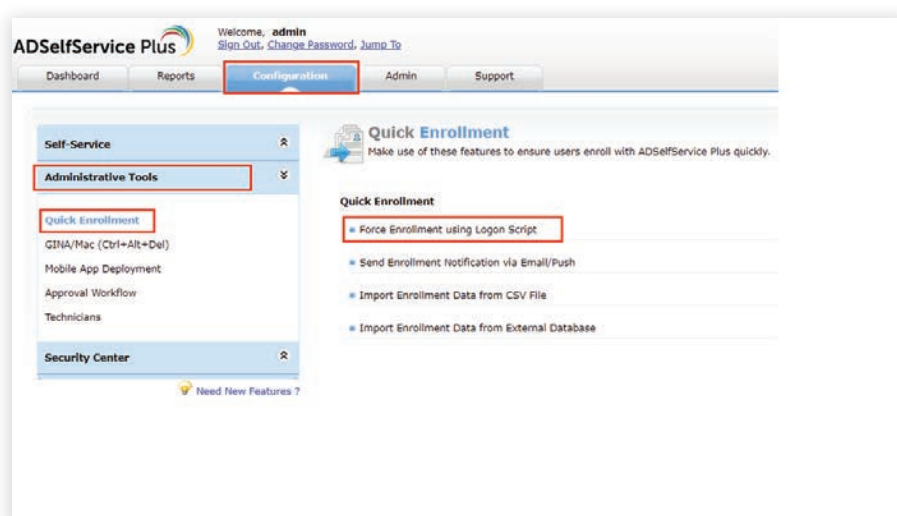 ADSelfService Plus
Welcome, admin
Sign Out, Change Password, Jump To
Dashboard Reports Configuration Admin Support
Self-Service
Administrative Tools
Quick Enrollment
GINA/Mac (Ctrl+Alt+Del)
Mobile App Deployment
Approval Workflow
Technicians
Security Center
Need New Features ?
Quick Enrollment
Make use of these features to ensure users enroll with ADSelfService Plus quickly.
Quick Enrollment
Force Enrollment using Logon Script
Send Enrollment Notification via Email/Push
Import Enrollment Data from CSV File
Import Enrollment Data from External Database